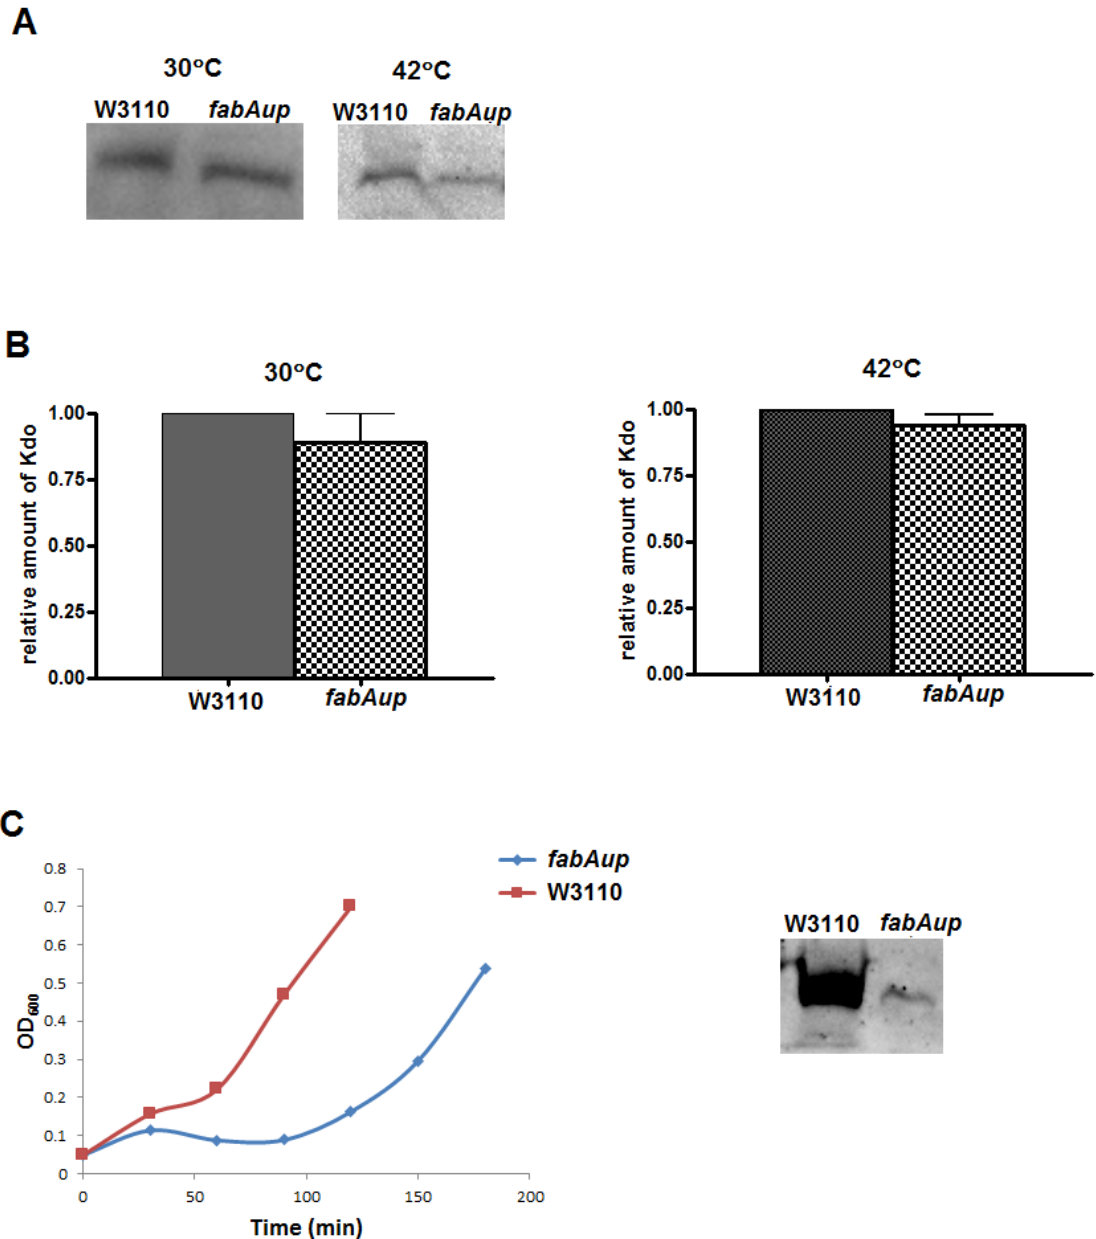 A
30°C
42°C
W3110 fabAup
W3110 fabAup
B
30°C
42°C
relative amount of Kdo
1.00
0.75
0.50
0.25
0.00
W3110 fabAup
relative amount of Kdo
1.00
0.75
0.50
0.25
0.00
W3110 fabAup
C
fabAup
W3110
OD600
0.8
0.7
0.6
0.5
0.4
0.3
0.2
0.1
0
0 50 100 150 200
Time (min)
W3110 fabAup